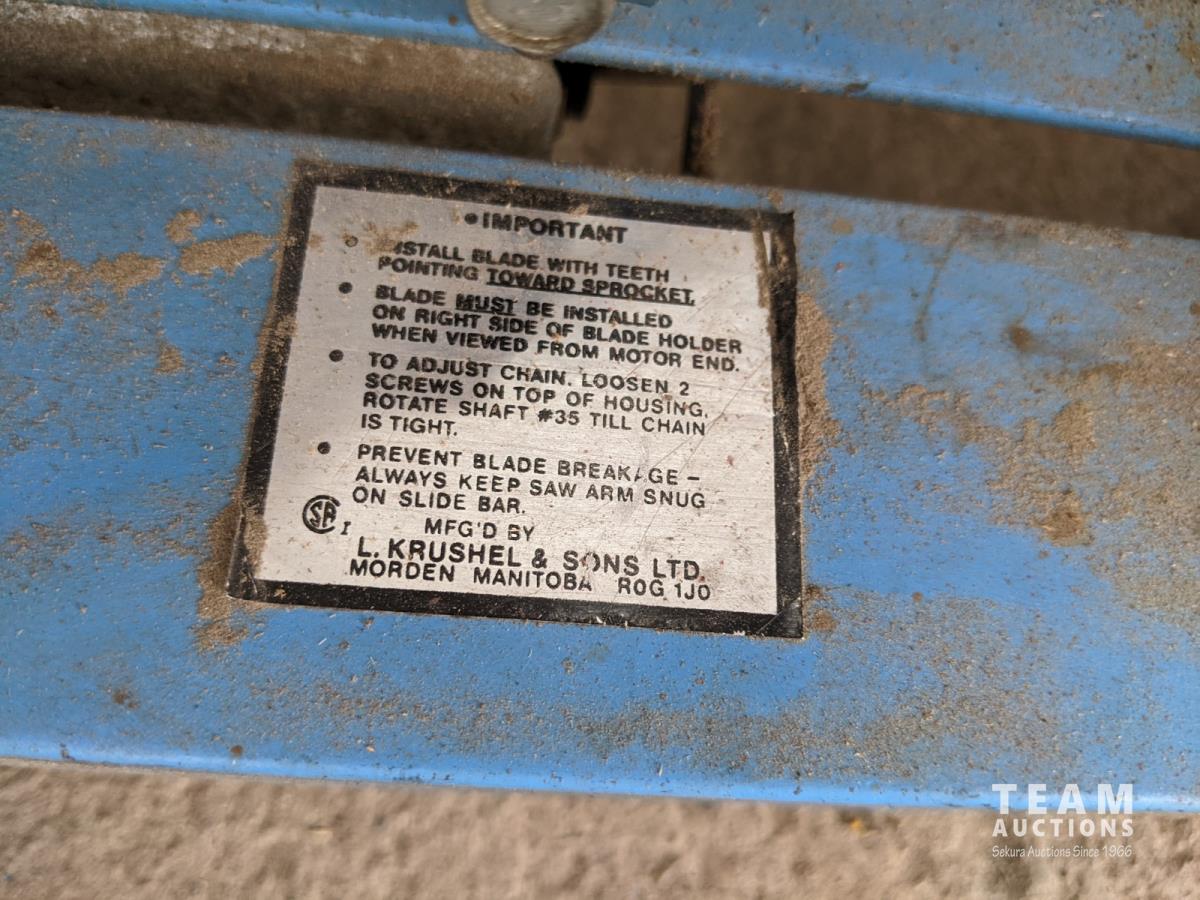 •IMPORTANT
• INSTALL BLADE WITH TEETH
POINTING TOWARD SPROCKET.
• BLADE MUST BE INSTALLED
ON RIGHT SIDE OF BLADE HOLDER
WHEN VIEWED FROM MOTOR END.
• TO ADJUST CHAIN. LOOSEN 2
SCREWS ON TOP OF HOUSING.
ROTATE SHAFT #35 TILL CHAIN
IS TIGHT.
• PREVENT BLADE BREAKAGE –
ALWAYS KEEP SAW ARM SNUG
ON SLIDE BAR.
SA I
MFG'D BY
L. KRUSHEL & SONS LTD.
MORDEN MANITOBA R0G 1J0
TEAM
AUCTIONS
Sekura Auctions Since 1966